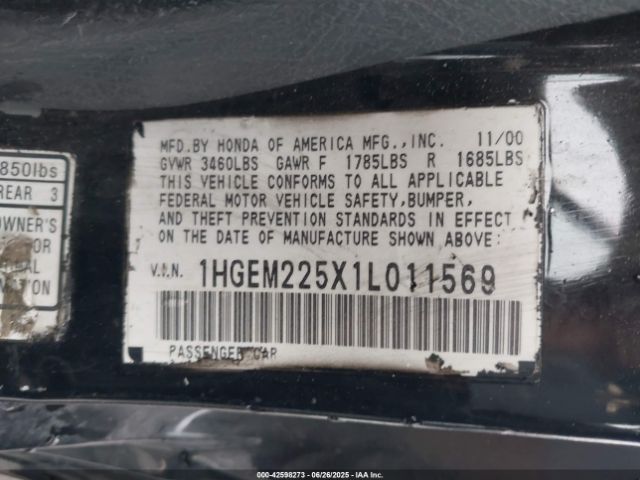 MFD.BY HONDA OF AMERICA MFG.,INC. 11/00
GVWR 3460LBS GAWR F 1785LBS R 1685LBS
THIS VEHICLE CONFORMS TO ALL APPLICABLE
FEDERAL MOTOR VEHICLE SAFETY,BUMPER,
AND THEFT PREVENTION STANDARDS IN EFFECT
ON THE DATE OF MANUFACTURE SHOWN ABOVE:
V.I.N. 1HGEM225X1L011569
PASSENGER CAR
850lbs
REAR 3
OWNER'S
000-42598273 - 06/26/2025 - IAA Inc.